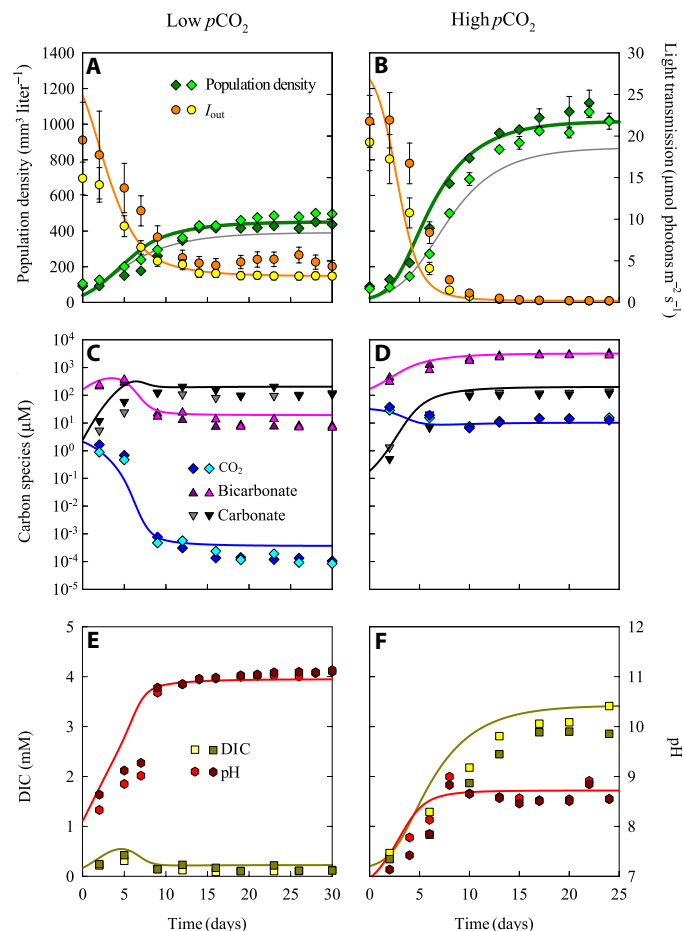 Low pCO₂
High pCO₂
A
B
Population density
I_out
1400
1200
1000
800
600
400
200
0
Population density (mm³ liter⁻¹)
30
25
20
15
10
5
0
Light transmission (μmol photons m⁻² s⁻¹)
C
D
CO₂
Bicarbonate
Carbonate
10⁴
10³
10²
10¹
10⁰
10⁻¹
10⁻²
10⁻³
10⁻⁴
10⁻⁵
Carbon species (μM)
E
F
DIC
pH
5
4
3
2
1
0
DIC (mM)
12
11
10
9
8
7
pH
0 5 10 15 20 25 30
0 5 10 15 20 25
Time (days)
Time (days)